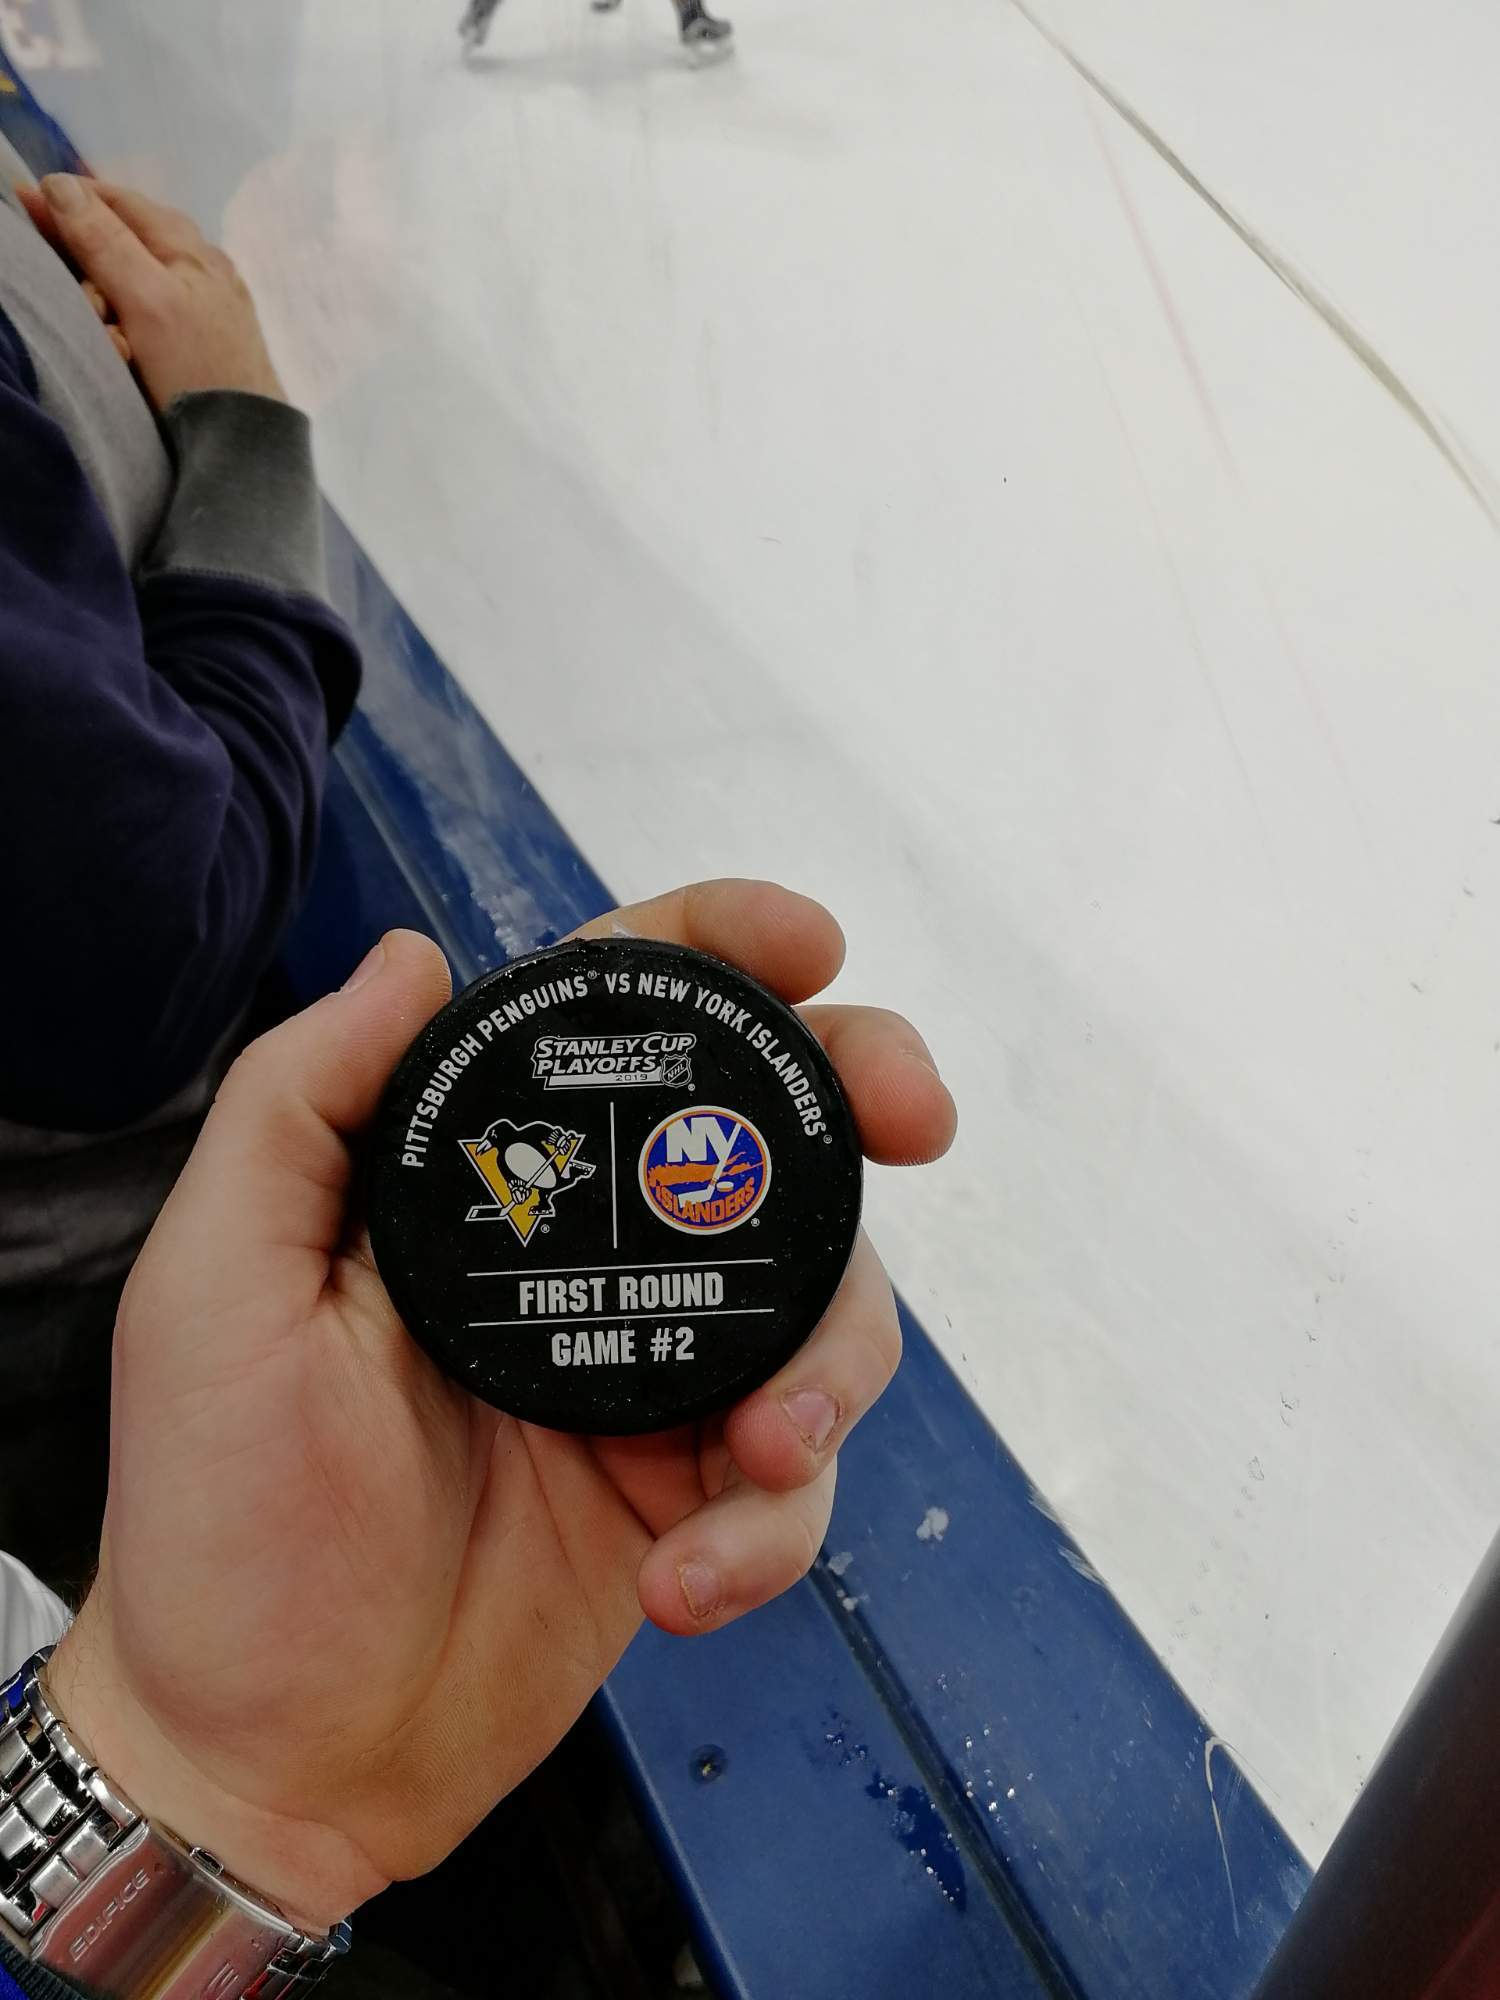 PITTSBURGH PENGUINS® VS NEW YORK ISLANDERS®
STANLEY CUP
PLAYOFFS
2019 NHL
®
NY
ISLANDERS
®
®
FIRST ROUND
GAME #2
EDIFICE